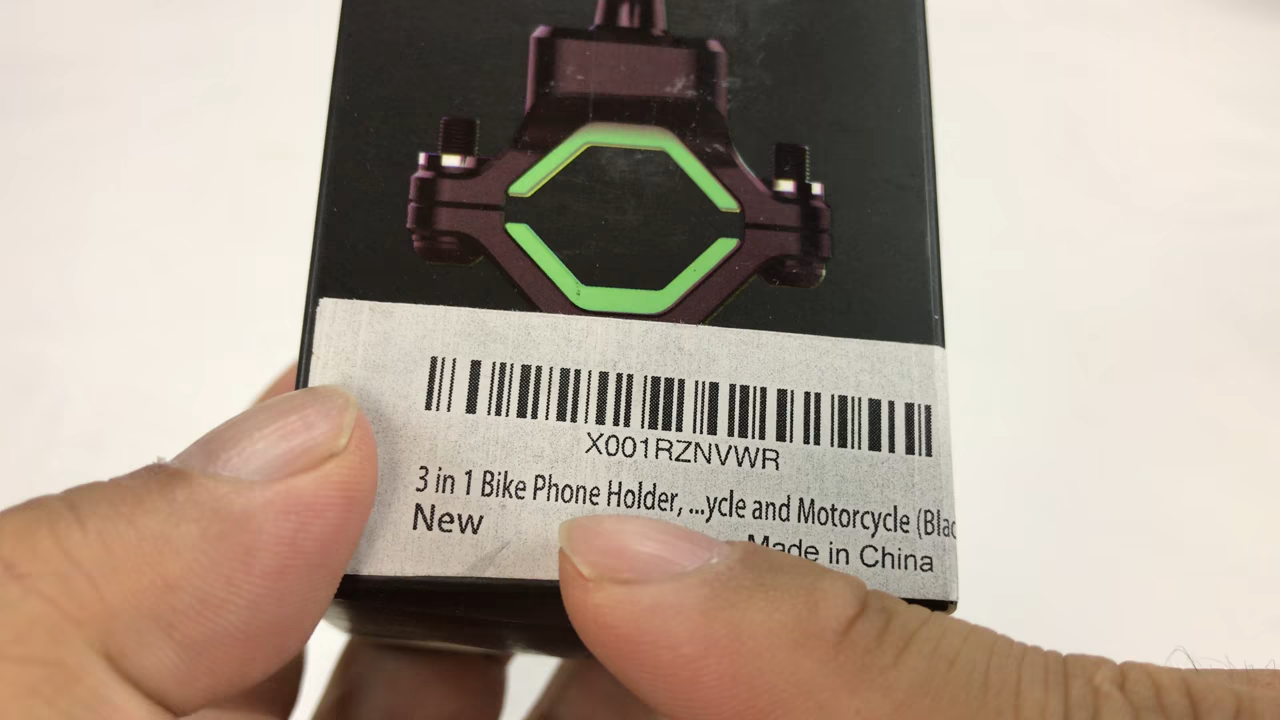 X001RZNVWR
3 in 1 Bike Phone Holder, ...ycle and Motorcycle (Blac
New
Made in China